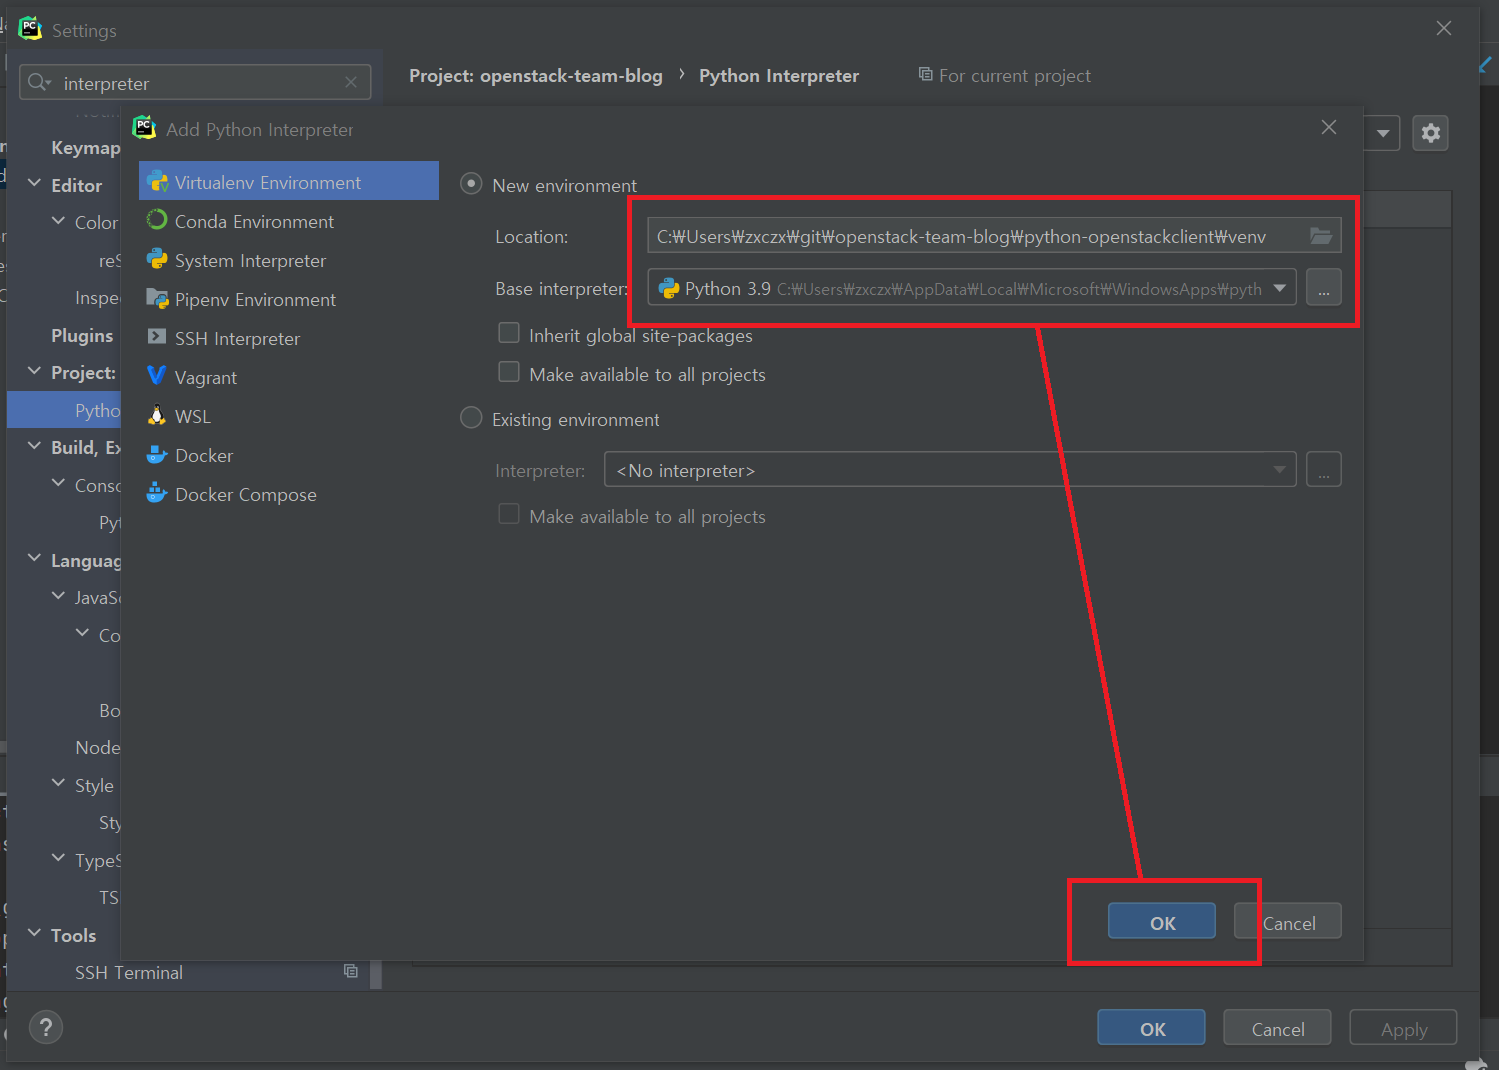 Settings
interpreter
Project: openstack-team-blog › Python Interpreter
For current project
Keymap
Editor
Color
reS
Inspe
Plugins
Project:
Pytho
Build, Ex
Conso
Pyt
Languag
JavaSc
Co
Bo
Node
Style
Sty
TypeS
TS
Tools
SSH Terminal
Add Python Interpreter
Virtualenv Environment
Conda Environment
System Interpreter
Pipenv Environment
SSH Interpreter
Vagrant
WSL
Docker
Docker Compose
New environment
Location: C:₩Users₩zxczx₩git₩openstack-team-blog₩python-openstackclient₩venv
Base interpreter: Python 3.9 C:₩Users₩zxczx₩AppData₩Local₩Microsoft₩WindowsApps₩pyth
...
Inherit global site-packages
Make available to all projects
Existing environment
Interpreter: <No interpreter>
...
Make available to all projects
OK Cancel
?
OK Cancel Apply